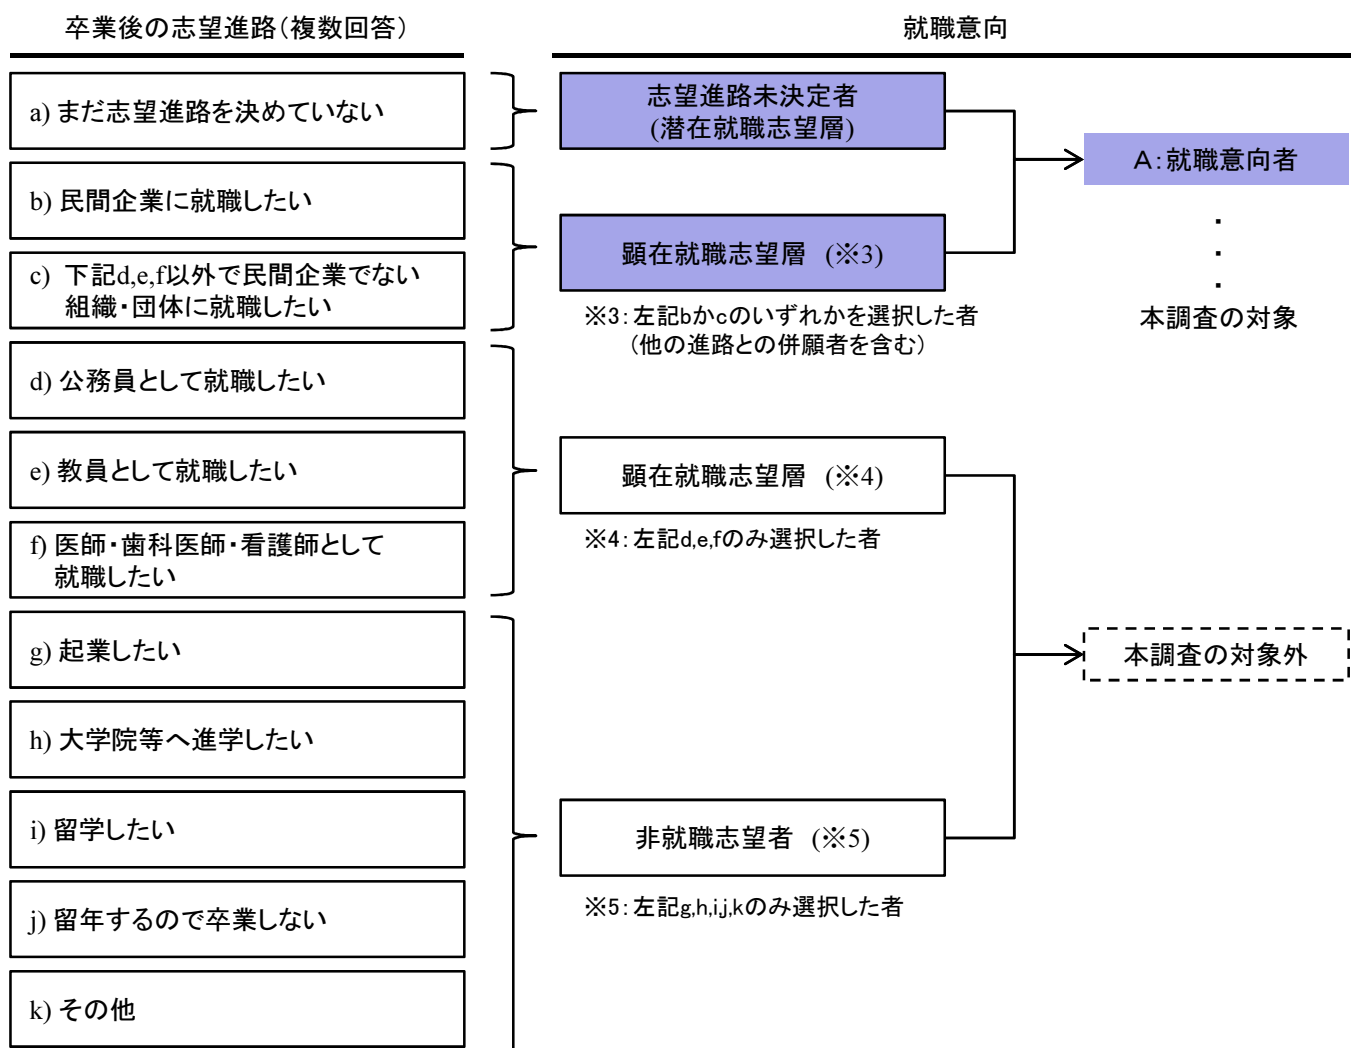 卒業後の志望進路(複数回答)
就職意向
a) まだ志望進路を決めていない
b) 民間企業に就職したい
c) 下記d,e,f以外で民間企業でない
組織・団体に就職したい
d) 公務員として就職したい
e) 教員として就職したい
f) 医師・歯科医師・看護師として
就職したい
g) 起業したい
h) 大学院等へ進学したい
i) 留学したい
j) 留年するので卒業しない
k) その他
志望進路未決定者
(潜在就職志望層)
顕在就職志望層 (※3)
※3:左記bかcのいずれかを選択した者
(他の進路との併願者を含む)
顕在就職志望層 (※4)
※4:左記d,e,fのみ選択した者
非就職志望者 (※5)
※5:左記g,h,i,j,kのみ選択した者
A:就職意向者
・
・
・
本調査の対象
本調査の対象外